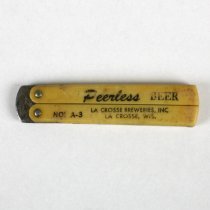 Peerless BEER
NO. A-3 LA CROSSE BREWERIES, INC.
LA CROSSE, WIS.